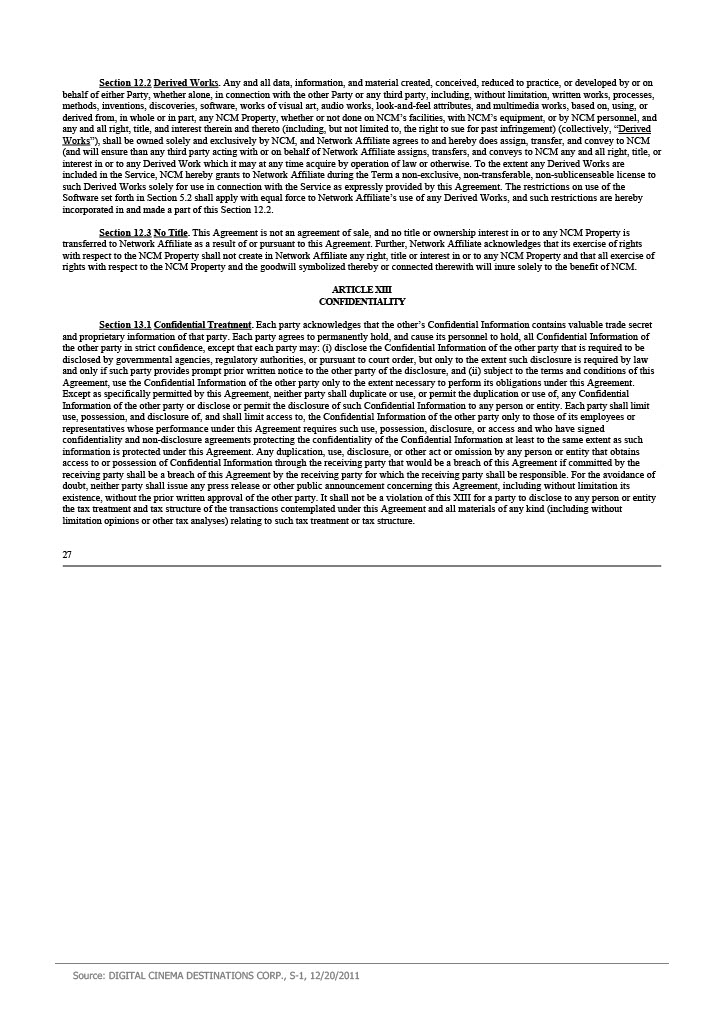 Section 12.2 Derived Works. Any and all data, information, and material created, conceived, reduced to practice, or developed by or on
behalf of either Party, whether alone, in connection with the other Party or any third party, including, without limitation, written works, processes,
methods, inventions, discoveries, software, works of visual art, audio works, look-and-feel attributes, and multimedia works, based on, using, or
derived from, in whole or in part, any NCM Property, whether or not done on NCM’s facilities, with NCM’s equipment, or by NCM personnel, and
any and all right, title, and interest therein and thereto (including, but not limited to, the right to sue for past infringement) (collectively, “Derived
Works”), shall be owned solely and exclusively by NCM, and Network Affiliate agrees to and hereby does assign, transfer, and convey to NCM
(and will ensure than any third party acting with or on behalf of Network Affiliate assigns, transfers, and conveys to NCM any and all right, title, or
interest in or to any Derived Work which it may at any time acquire by operation of law or otherwise. To the extent any Derived Works are
included in the Service, NCM hereby grants to Network Affiliate during the Term a non-exclusive, non-transferable, non-sublicenseable license to
such Derived Works solely for use in connection with the Service as expressly provided by this Agreement. The restrictions on use of the
Software set forth in Section 5.2 shall apply with equal force to Network Affiliate’s use of any Derived Works, and such restrictions are hereby
incorporated in and made a part of this Section 12.2.
Section 12.3 No Title. This Agreement is not an agreement of sale, and no title or ownership interest in or to any NCM Property is
transferred to Network Affiliate as a result of or pursuant to this Agreement. Further, Network Affiliate acknowledges that its exercise of rights
with respect to the NCM Property shall not create in Network Affiliate any right, title or interest in or to any NCM Property and that all exercise of
rights with respect to the NCM Property and the goodwill symbolized thereby or connected therewith will inure solely to the benefit of NCM.
ARTICLE XIII
CONFIDENTIALITY
Section 13.1 Confidential Treatment. Each party acknowledges that the other’s Confidential Information contains valuable trade secret
and proprietary information of that party. Each party agrees to permanently hold, and cause its personnel to hold, all Confidential Information of
the other party in strict confidence, except that each party may: (i) disclose the Confidential Information of the other party that is required to be
disclosed by governmental agencies, regulatory authorities, or pursuant to court order, but only to the extent such disclosure is required by law
and only if such party provides prompt prior written notice to the other party of the disclosure, and (ii) subject to the terms and conditions of this
Agreement, use the Confidential Information of the other party only to the extent necessary to perform its obligations under this Agreement.
Except as specifically permitted by this Agreement, neither party shall duplicate or use, or permit the duplication or use of, any Confidential
Information of the other party or disclose or permit the disclosure of such Confidential Information to any person or entity. Each party shall limit
use, possession, and disclosure of, and shall limit access to, the Confidential Information of the other party only to those of its employees or
representatives whose performance under this Agreement requires such use, possession, disclosure, or access and who have signed
confidentiality and non-disclosure agreements protecting the confidentiality of the Confidential Information at least to the same extent as such
information is protected under this Agreement. Any duplication, use, disclosure, or other act or omission by any person or entity that obtains
access to or possession of Confidential Information through the receiving party that would be a breach of this Agreement if committed by the
receiving party shall be a breach of this Agreement by the receiving party for which the receiving party shall be responsible. For the avoidance of
doubt, neither party shall issue any press release or other public announcement concerning this Agreement, including without limitation its
existence, without the prior written approval of the other party. It shall not be a violation of this XIII for a party to disclose to any person or entity
the tax treatment and tax structure of the transactions contemplated under this Agreement and all materials of any kind (including without
limitation opinions or other tax analyses) relating to such tax treatment or tax structure.
27
Source: DIGITAL CINEMA DESTINATIONS CORP., S-1, 12/20/2011